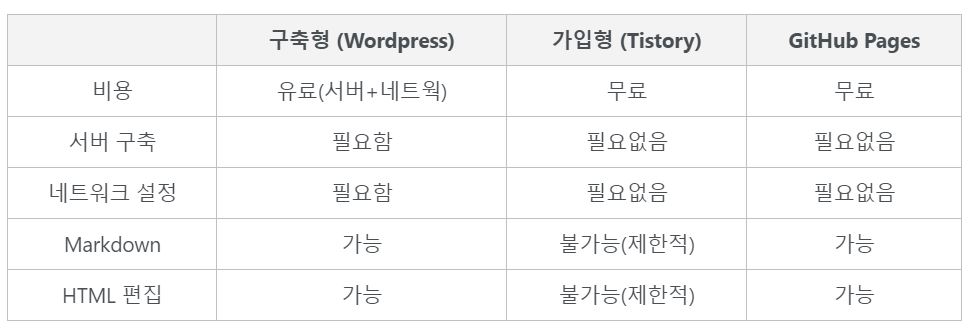 구축형 (Wordpress) 가입형 (Tistory) GitHub Pages
비용 유료(서버+네트웍) 무료 무료
서버 구축 필요함 필요없음 필요없음
네트워크 설정 필요함 필요없음 필요없음
Markdown 가능 불가능(제한적) 가능
HTML 편집 가능 불가능(제한적) 가능